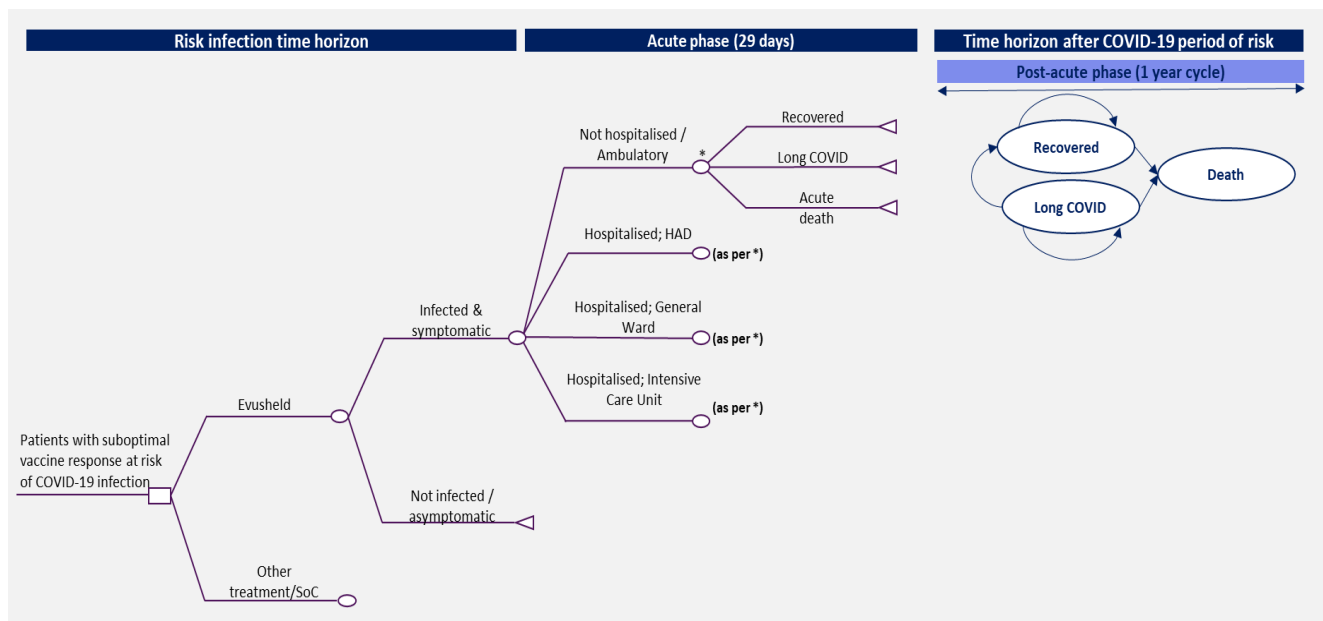 Risk infection time horizon
Acute phase (29 days)
Time horizon after COVID-19 period of risk
Post-acute phase (1 year cycle)
Not hospitalised /
Ambulatory
*
Recovered
Long COVID
Acute
death
Recovered
Long COVID
Death
Hospitalised; HAD
(as per *)
Infected &
symptomatic
Hospitalised; General
Ward
(as per *)
Hospitalised; Intensive
Care Unit
(as per *)
Evusheld
Patients with suboptimal
vaccine response at risk
of COVID-19 infection
Not infected /
asymptomatic
Other
treatment/SoC